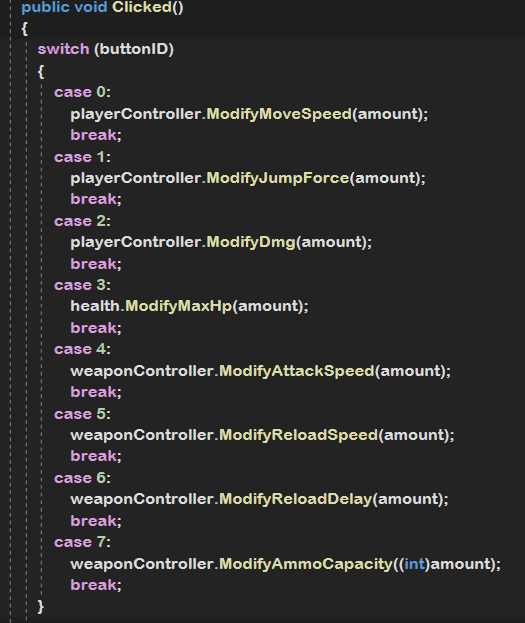 public void Clicked()
{
switch (buttonID)
{
case 0:
playerController.ModifyMoveSpeed(amount);
break;
case 1:
playerController.ModifyJumpForce(amount);
break;
case 2:
playerController.ModifyDmg(amount);
break;
case 3:
health.ModifyMaxHp(amount);
break;
case 4:
weaponController.ModifyAttackSpeed(amount);
break;
case 5:
weaponController.ModifyReloadSpeed(amount);
break;
case 6:
weaponController.ModifyReloadDelay(amount);
break;
case 7:
weaponController.ModifyAmmoCapacity((int)amount);
break;
}